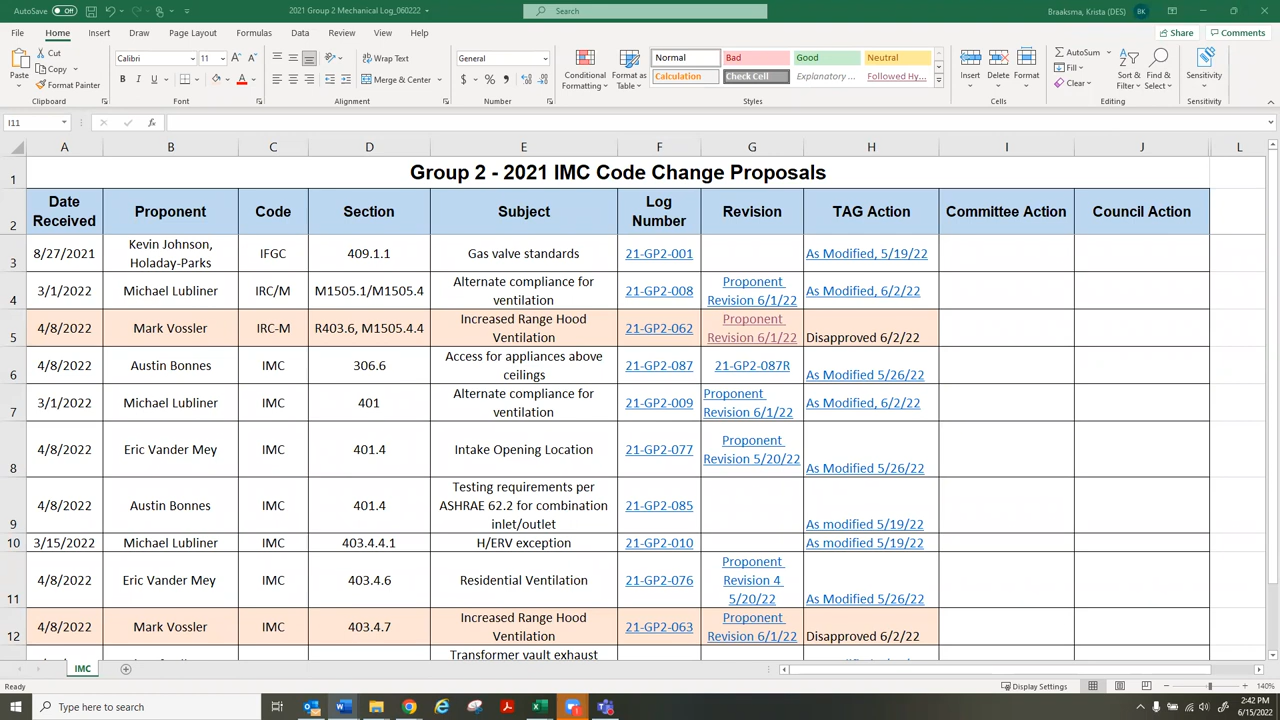 AutoSave Off 2021 Group 2 Mechanical Log_060222 Search Braaksma, Krista (DES) BK
File Home Insert Draw Page Layout Formulas Data Review View Help Share Comments
Paste Cut Copy Format Painter Clipboard
Calibri 11 A A B I U A Font
Wrap Text Merge & Center Alignment
General $ % , Number
Conditional Formatting Format as Table
Normal Bad Good Neutral
Calculation Check Cell Explanatory ... Followed Hy...
Styles
Insert Delete Format Cells
AutoSum Fill Clear Sort & Filter Find & Select Editing
Sensitivity Sensitivity
I11 fx
A B C D E F G H I J L
1 Group 2 - 2021 IMC Code Change Proposals
2 Date Received Proponent Code Section Subject Log Number Revision TAG Action Committee Action Council Action
3 8/27/2021 Kevin Johnson, Holaday-Parks IFGC 409.1.1 Gas valve standards 21-GP2-001 As Modified, 5/19/22
4 3/1/2022 Michael Lubliner IRC/M M1505.1/M1505.4 Alternate compliance for ventilation 21-GP2-008 Proponent Revision 6/1/22 As Modified, 6/2/22
5 4/8/2022 Mark Vossler IRC-M R403.6, M1505.4.4 Increased Range Hood Ventilation 21-GP2-062 Proponent Revision 6/1/22 Disapproved 6/2/22
6 4/8/2022 Austin Bonnes IMC 306.6 Access for appliances above ceilings 21-GP2-087 21-GP2-087R As Modified 5/26/22
7 3/1/2022 Michael Lubliner IMC 401 Alternate compliance for ventilation 21-GP2-009 Proponent Revision 6/1/22 As Modified, 6/2/22
8 4/8/2022 Eric Vander Mey IMC 401.4 Intake Opening Location 21-GP2-077 Proponent Revision 5/20/22 As Modified 5/26/22
9 4/8/2022 Austin Bonnes IMC 401.4 Testing requirements per ASHRAE 62.2 for combination inlet/outlet 21-GP2-085 As modified 5/19/22
10 3/15/2022 Michael Lubliner IMC 403.4.4.1 H/ERV exception 21-GP2-010 As modified 5/19/22
11 4/8/2022 Eric Vander Mey IMC 403.4.6 Residential Ventilation 21-GP2-076 Proponent Revision 4 5/20/22 As Modified 5/26/22
12 4/8/2022 Mark Vossler IMC 403.4.7 Increased Range Hood Ventilation 21-GP2-063 Proponent Revision 6/1/22 Disapproved 6/2/22
Transformer vault exhaust
IMC
Ready Display Settings 140%
Type here to search 2:42 PM
6/15/2022